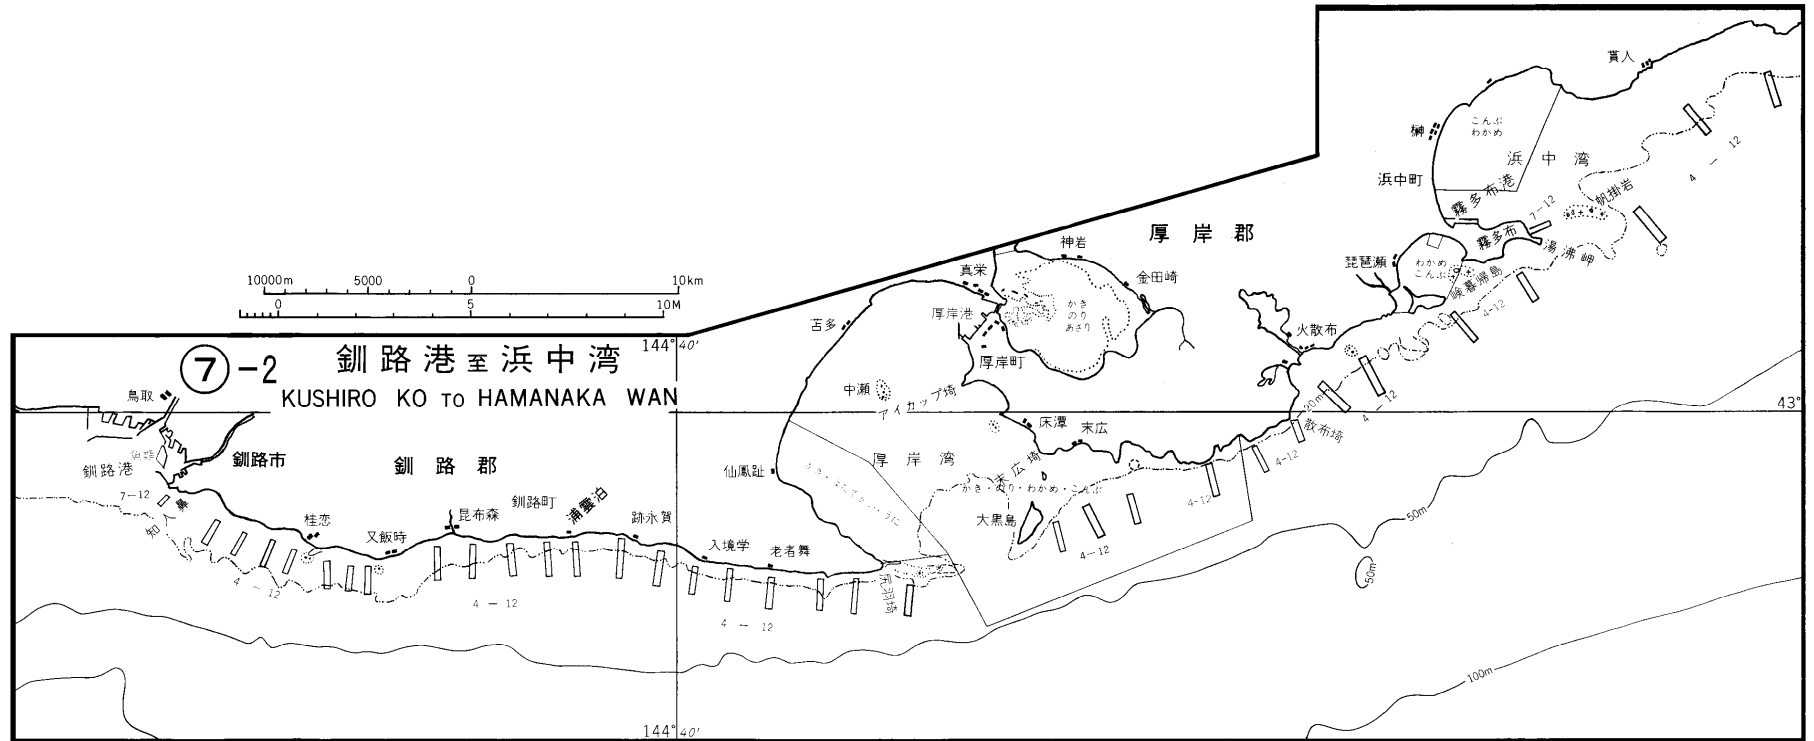 ⑦-2
釧路港至浜中湾
KUSHIRO KO TO HAMANAKA WAN
10000m 5000 0 10km
0 5 10M
144°40'
144°40'
43°
鳥取
釧路港
釧路市
7-12
知人鼻
釧路郡
桂恋
又飯時
昆布森
釧路町
浦雲泊
跡永賀
入境学
老者舞
4-12
4-12
4-12
尻羽埼
仙鳳趾
苫多
真栄
厚岸港
厚岸町
神岩
金田崎
かき
のり
あさり
中瀬
アイカップ埼
床潭
末広
厚岸湾
末広埼
かき・のり・わかめ・こんぶ
大黒島
4-12
4-12
4-12
厚岸郡
火散布
散布埼
20m
4-12
4-12
琵琶瀬
わかめ
こんぶ
嶮暮帰島
霧多布
湯沸岬
7-12
帆掛岩
霧多布港
浜中町
浜中湾
榊
こんぶ
わかめ
貰人
4-12
50m
50m
100m